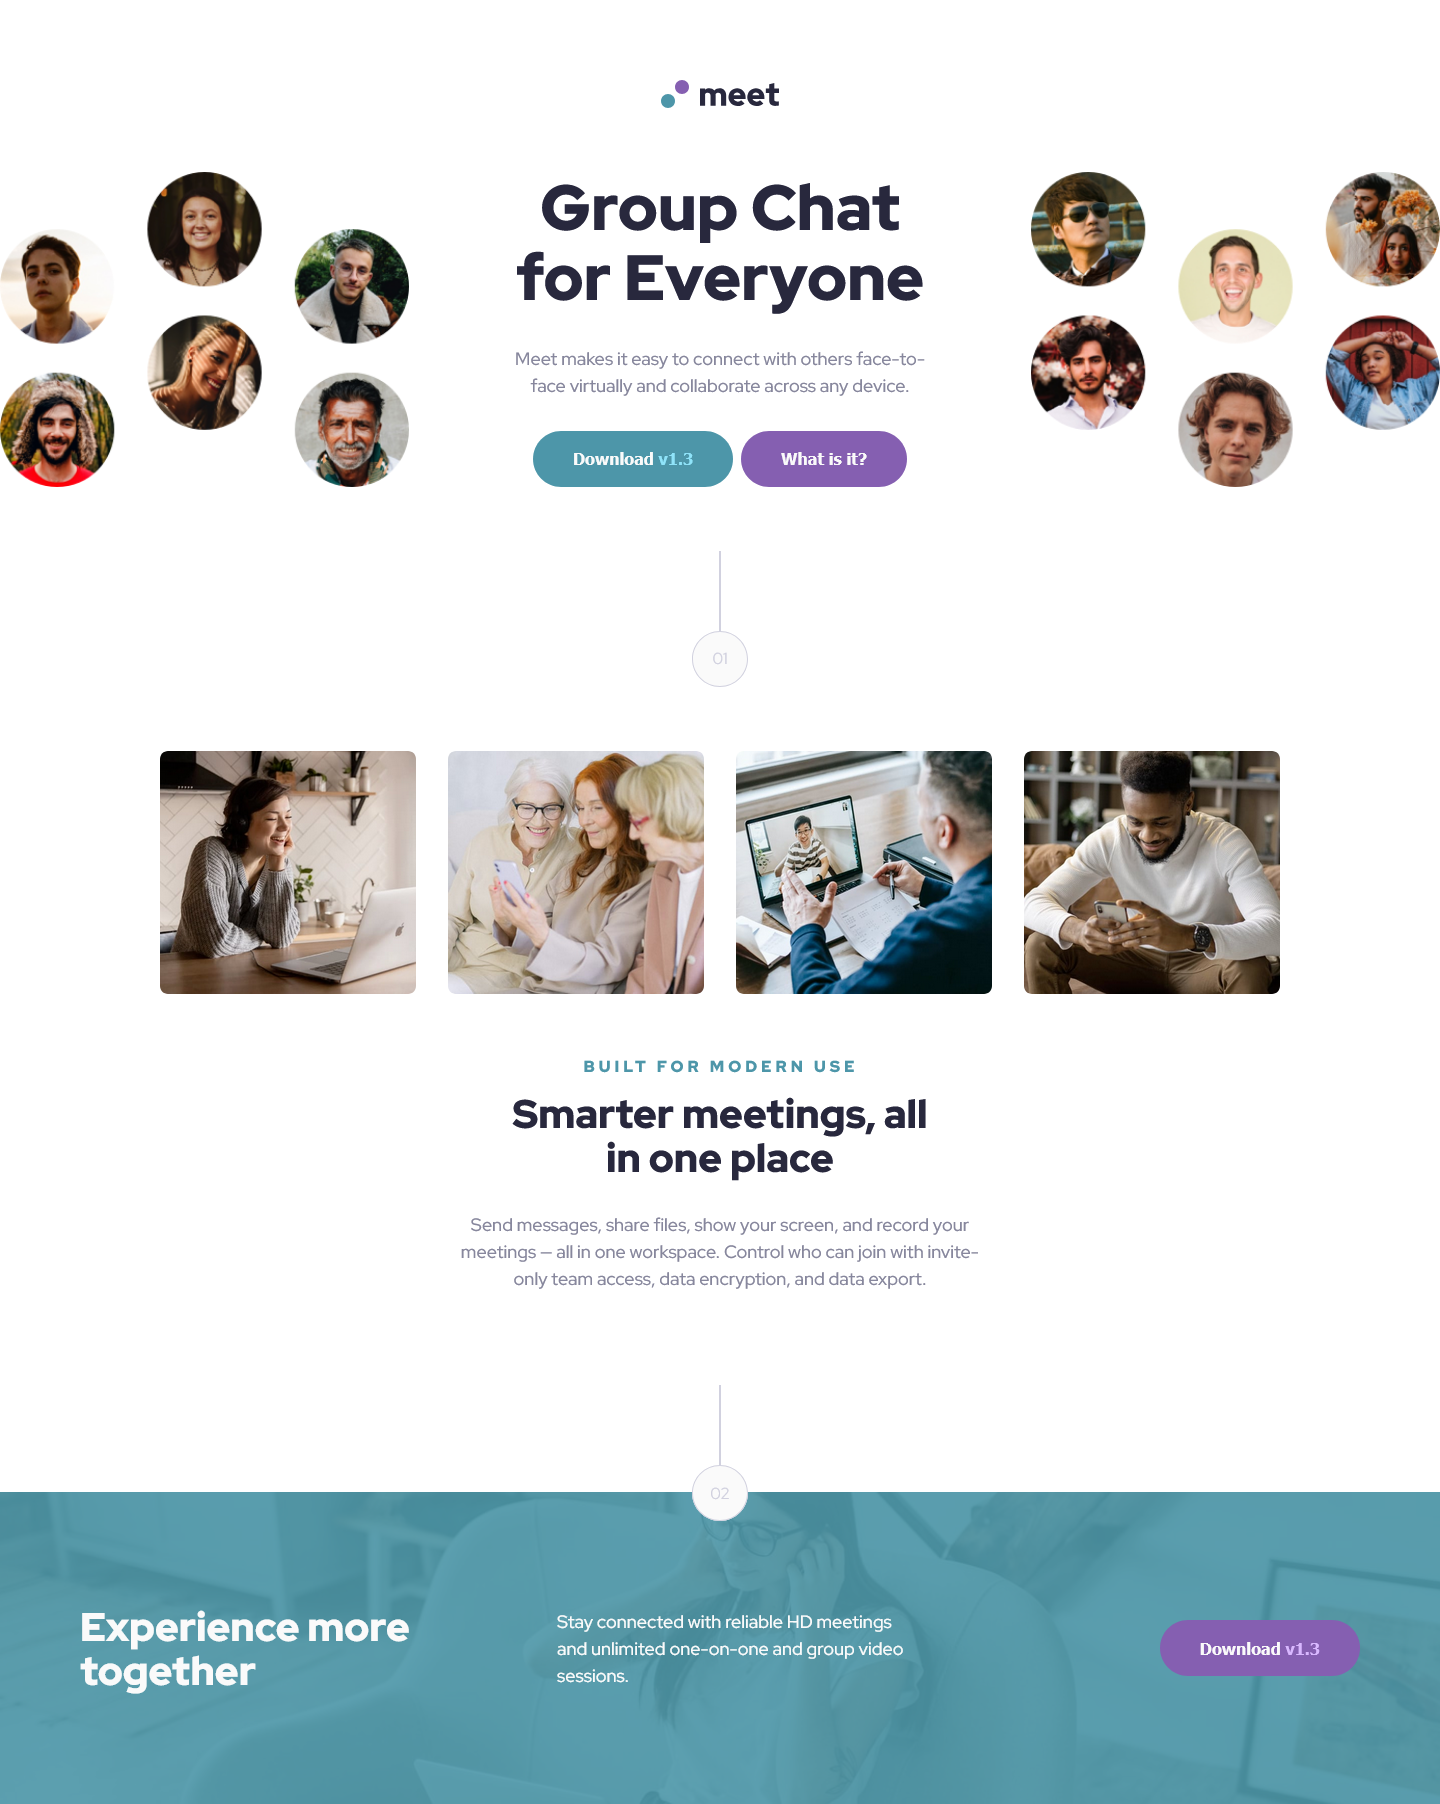 meet
Group Chat
for Everyone
Meet makes it easy to connect with others face-to-
face virtually and collaborate across any device.
Download v1.3
What is it?
01
BUILT FOR MODERN USE
Smarter meetings, all
in one place
Send messages, share files, show your screen, and record your
meetings — all in one workspace. Control who can join with invite-
only team access, data encryption, and data export.
02
Experience more
together
Stay connected with reliable HD meetings
and unlimited one-on-one and group video
sessions.
Download v1.3